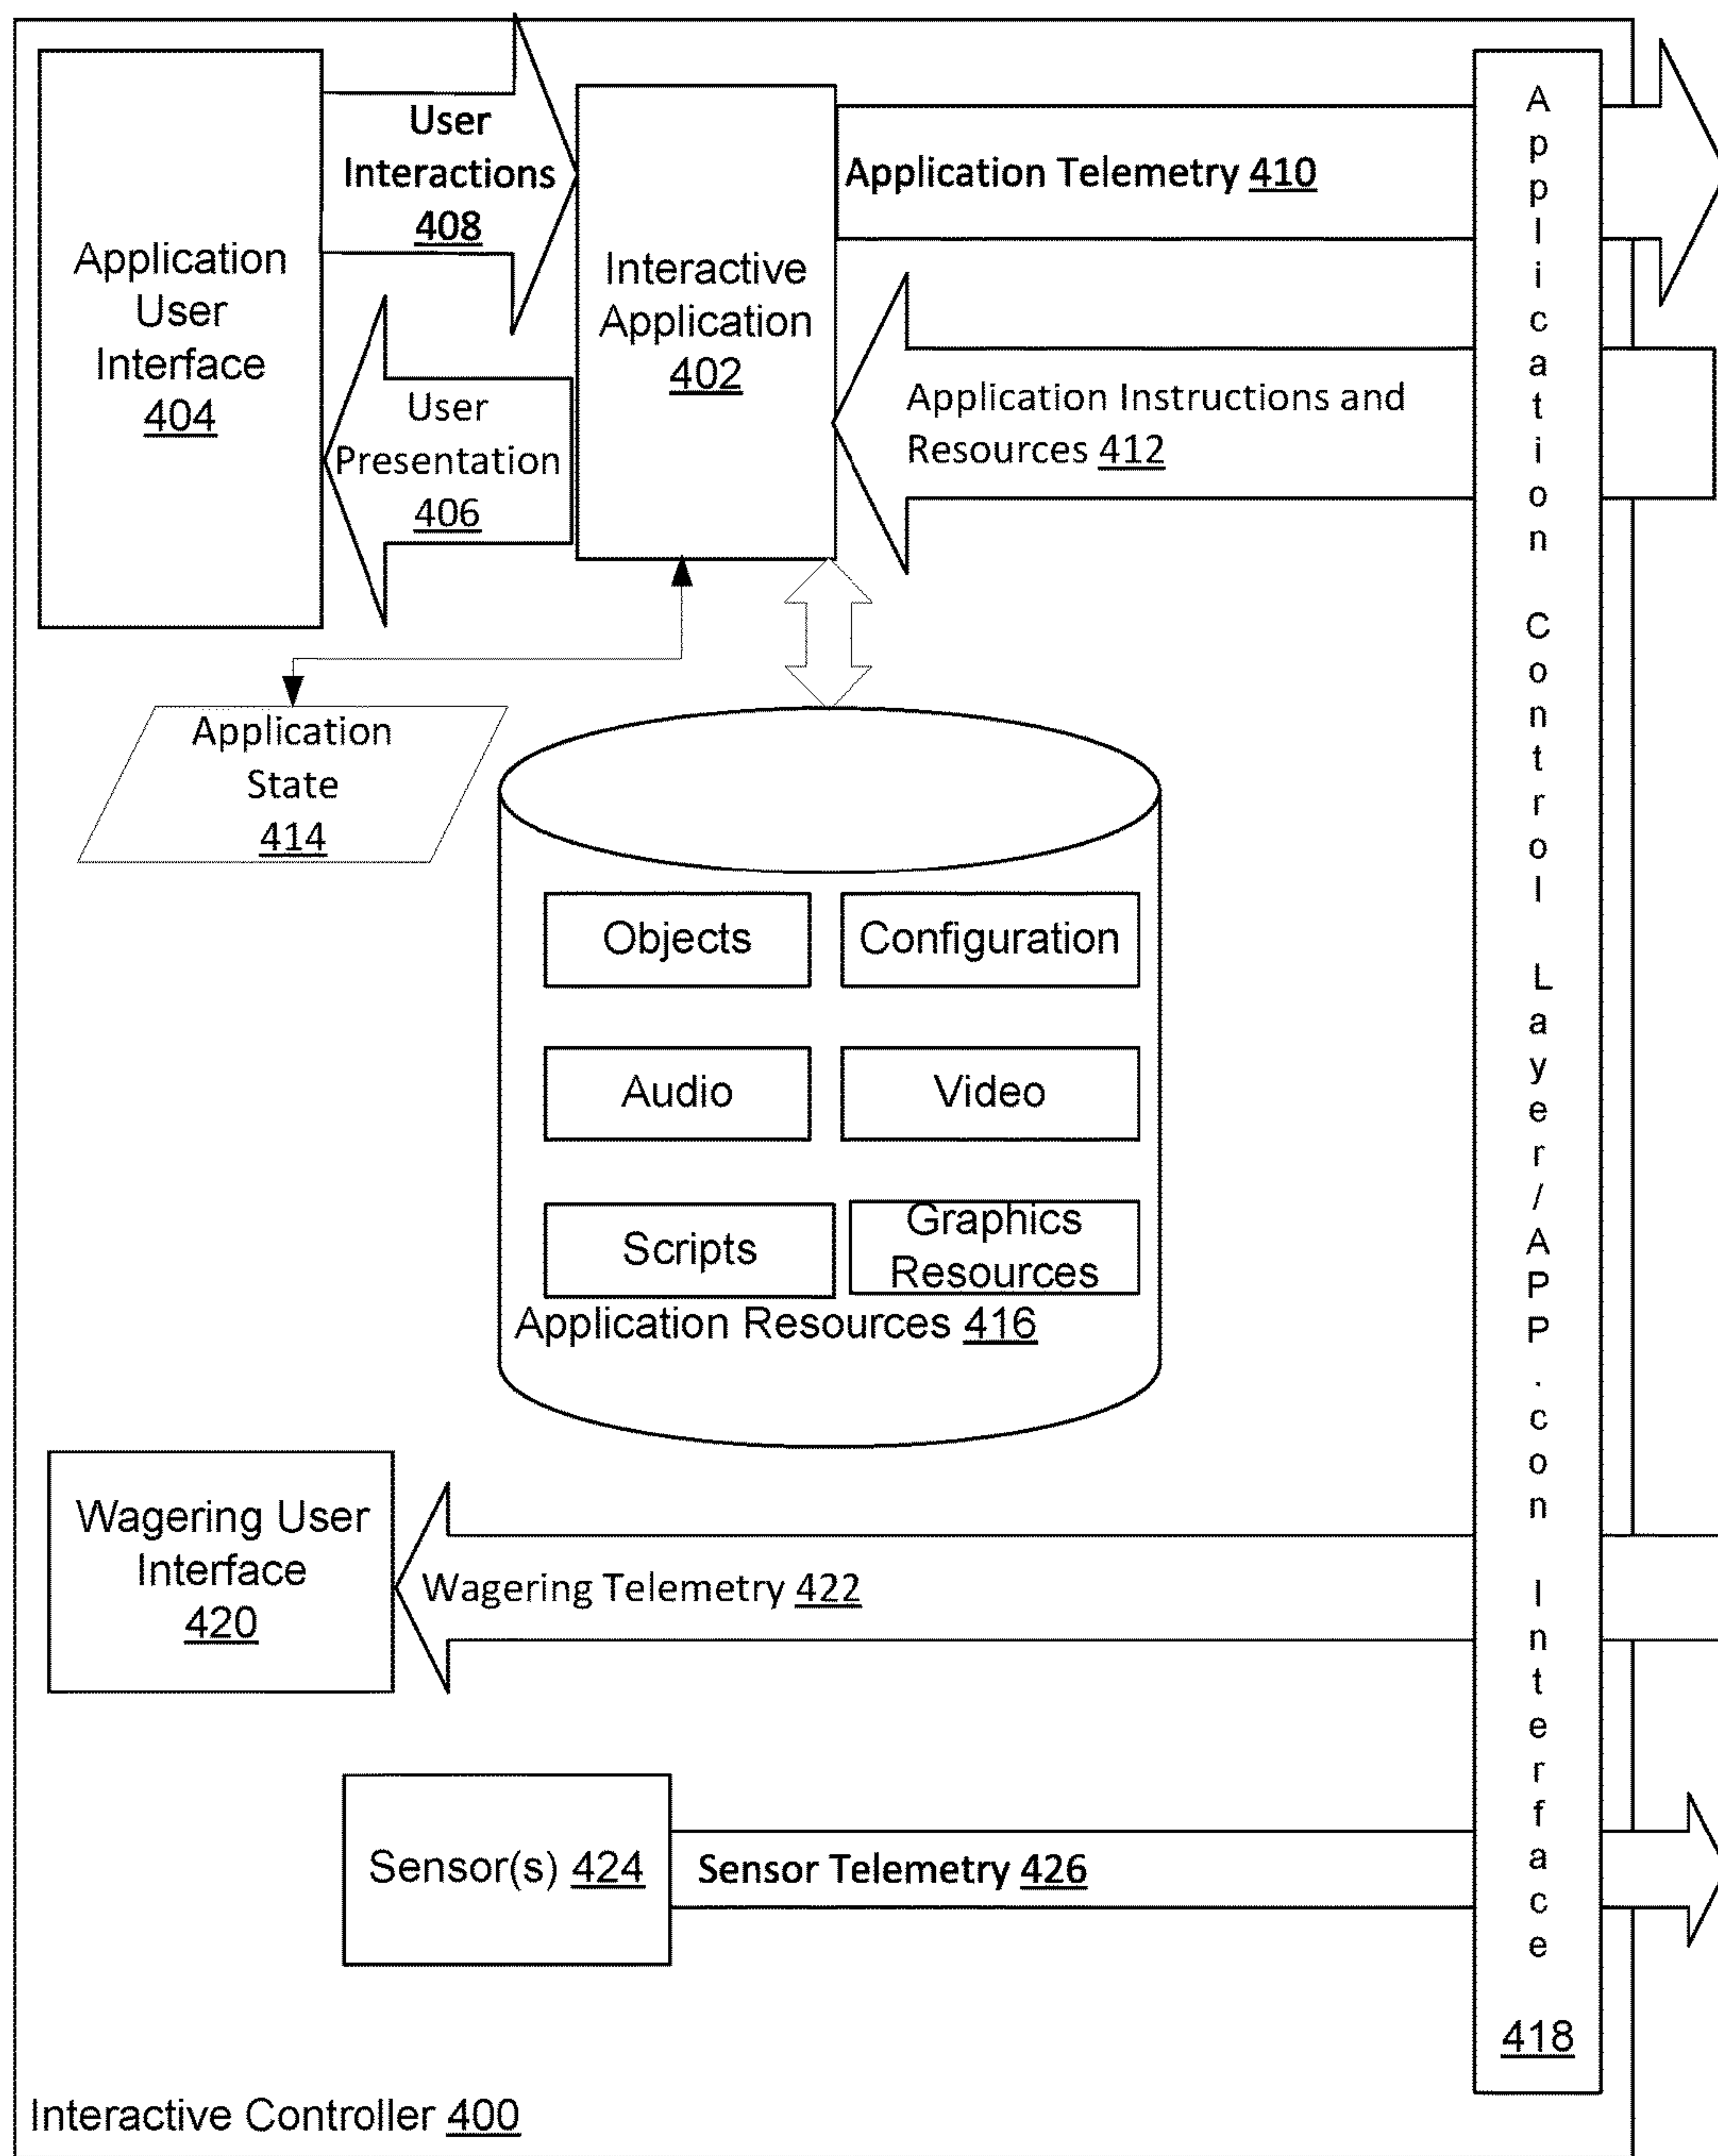 Application
User
Interface
404
User
Interactions
408
User
Presentation
406
Interactive
Application
402
Application Telemetry 410
Application Instructions and
Resources 412
Application
State
414
Objects
Configuration
Audio
Video
Scripts
Graphics
Resources
Application Resources 416
Wagering User
Interface
420
Wagering Telemetry 422
Sensor(s) 424
Sensor Telemetry 426
Application Control Layer/APP.con Interface
418
Interactive Controller 400